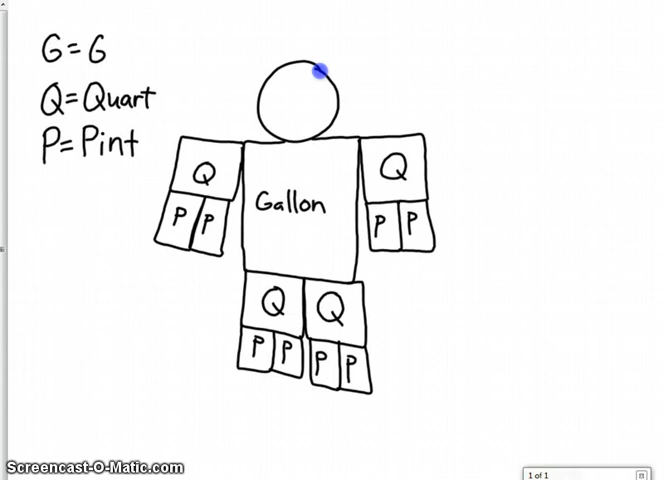 G=G
Q=Quart
P=Pint
Q
Q
Gallon
P P
P P
Q Q
P P P P
Screencast-O-Matic.com
1 of 1